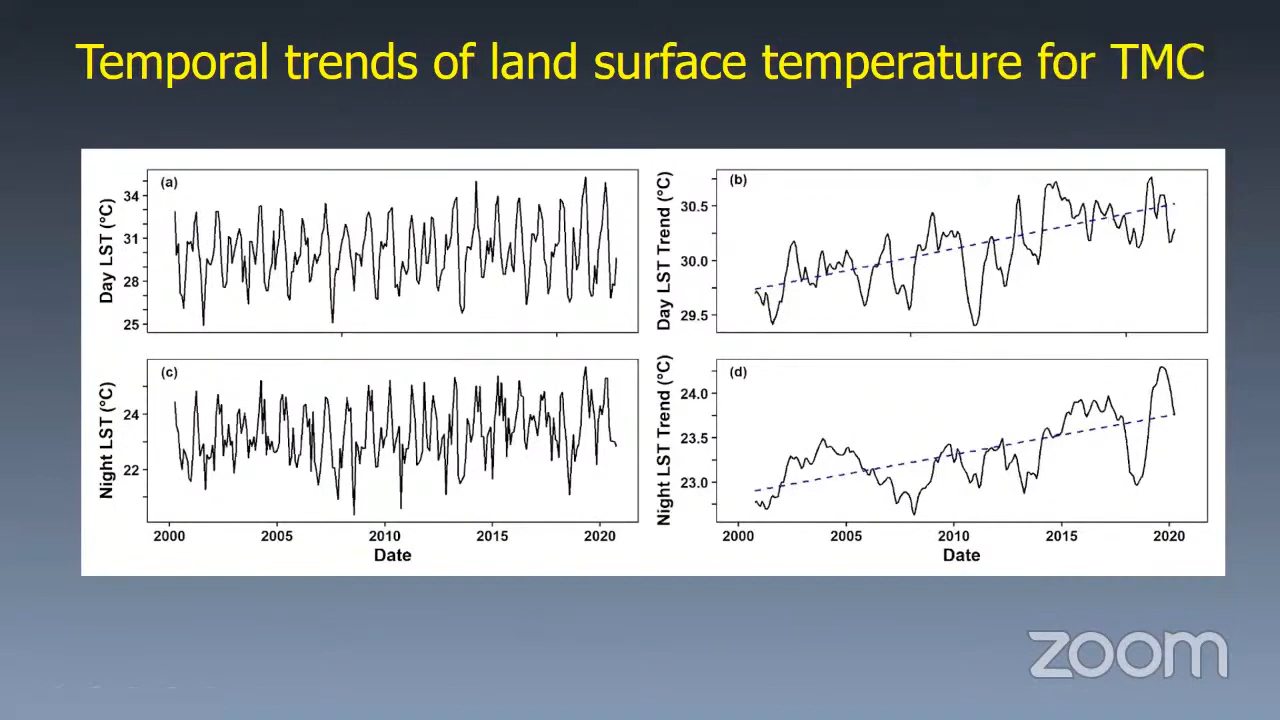 Temporal trends of land surface temperature for TMC
(a)
Day LST (°C)
34
31
28
25
(b)
Day LST Trend (°C)
30.5
30.0
29.5
(c)
Night LST (°C)
24
22
2000 2005 2010 2015 2020
Date
(d)
Night LST Trend (°C)
24.0
23.5
23.0
2000 2005 2010 2015 2020
Date
zoom